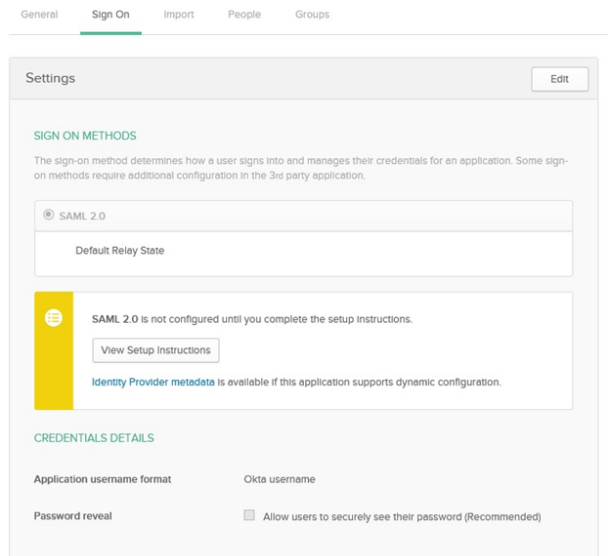 General Sign On Import People Groups
Settings Edit
SIGN ON METHODS
The sign-on method determines how a user signs into and manages their credentials for an application. Some sign-
on methods require additional configuration in the 3rd party application.
SAML 2.0
Default Relay State
SAML 2.0 is not configured until you complete the setup instructions.
View Setup Instructions
Identity Provider metadata is available if this application supports dynamic configuration.
CREDENTIALS DETAILS
Application username format Okta username
Password reveal Allow users to securely see their password (Recommended)